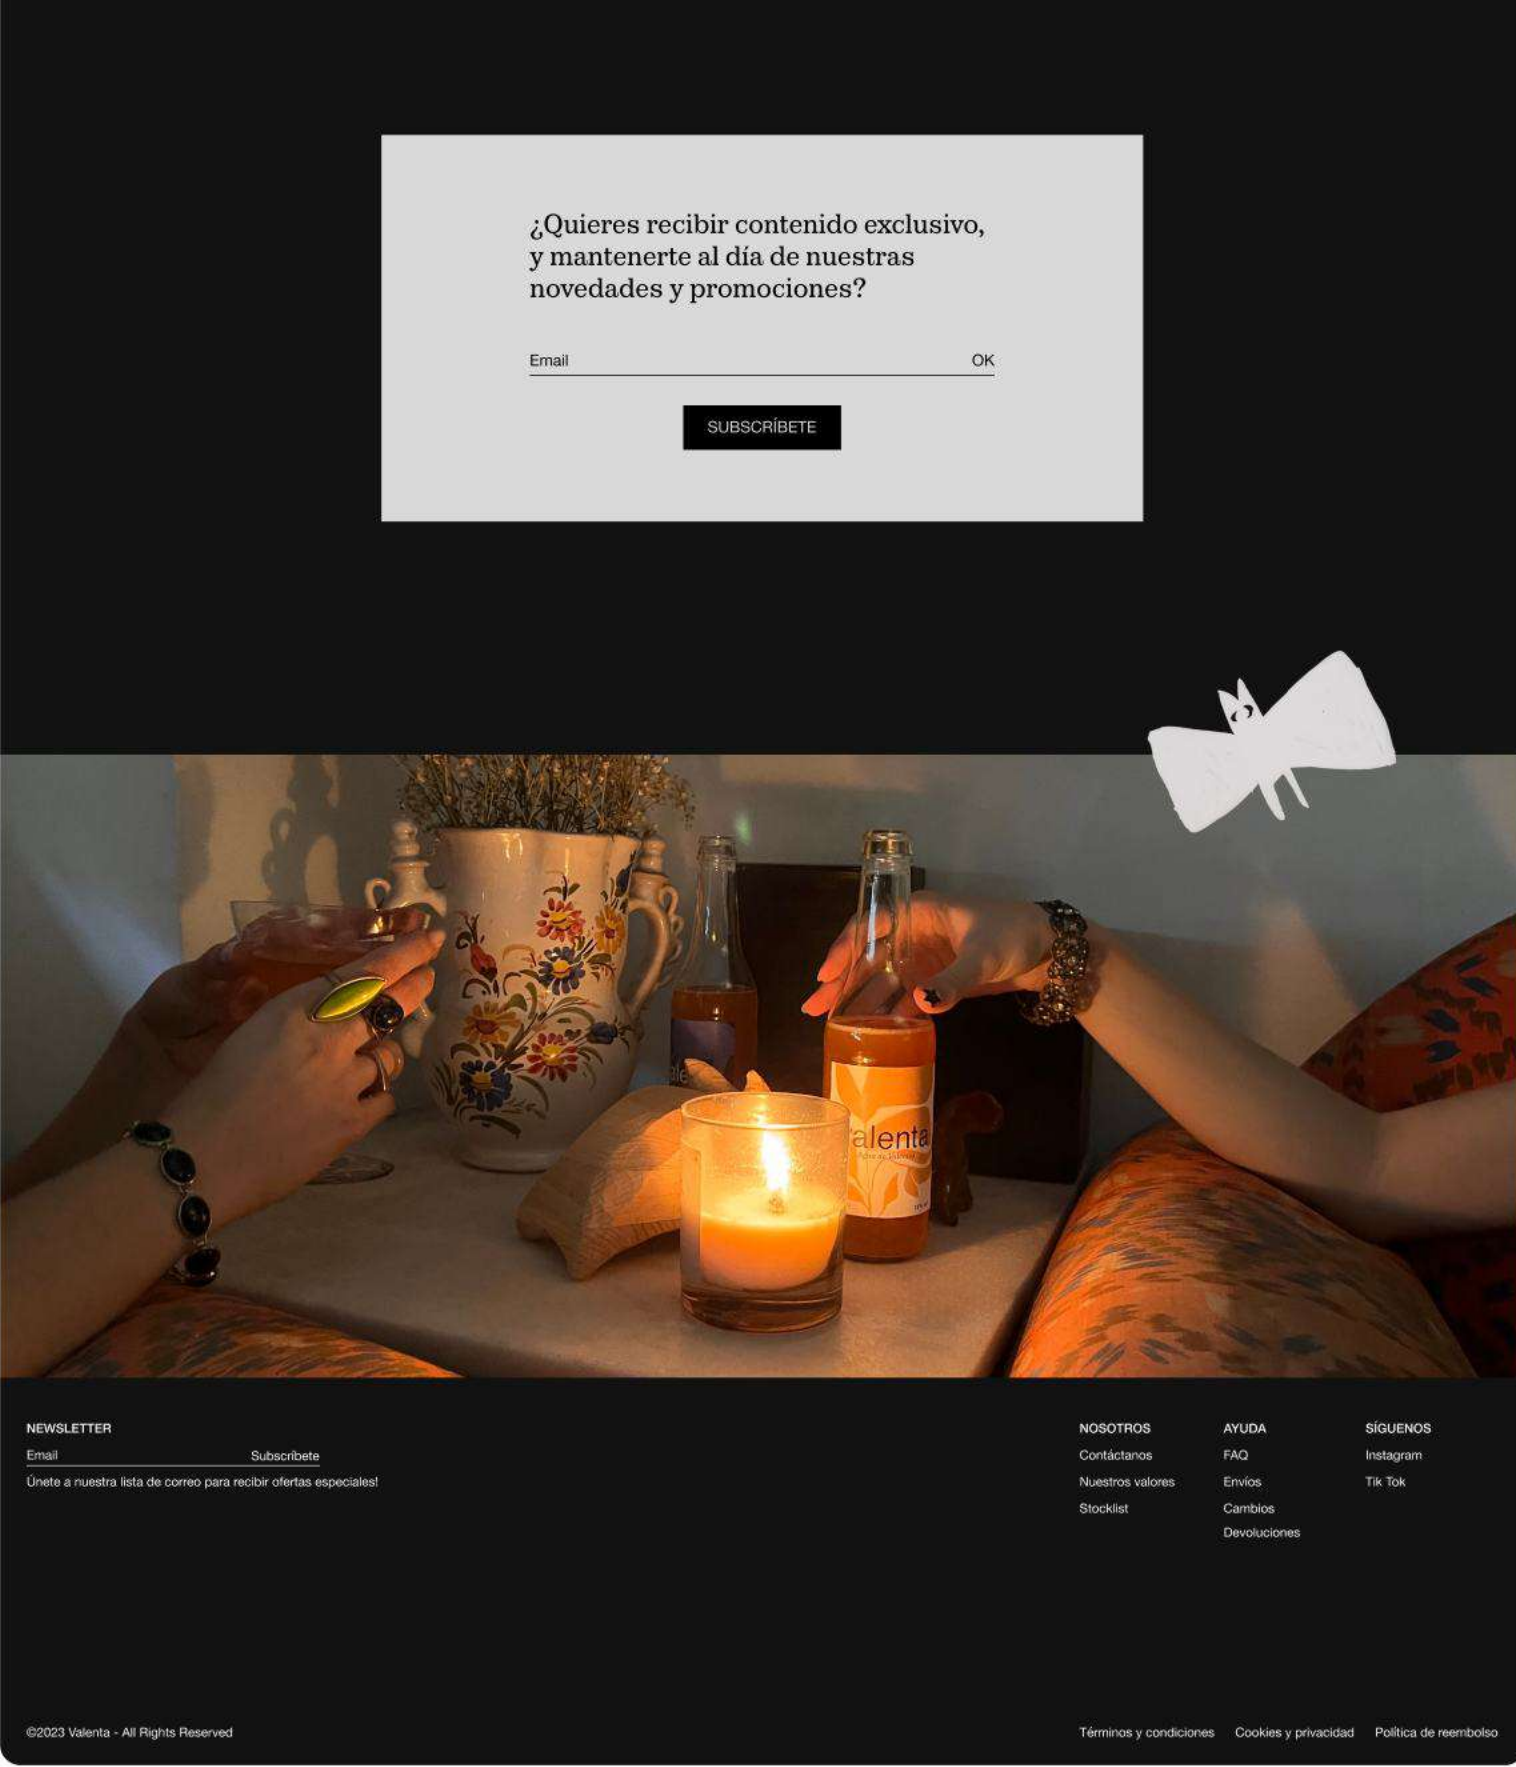 ¿Quieres recibir contenido exclusivo,
y mantenerte al día de nuestras
novedades y promociones?
Email OK
SUBSCRÍBETE
alenta
NEWSLETTER
Email Subscríbete
Únete a nuestra lista de correo para recibir ofertas especiales!
NOSOTROS
Contáctanos
Nuestros valores
Stocklist
AYUDA
FAQ
Envíos
Cambios
Devoluciones
SÍGUENOS
Instagram
Tik Tok
©2023 Valenta - All Rights Reserved
Términos y condiciones Cookies y privacidad Política de reembolso